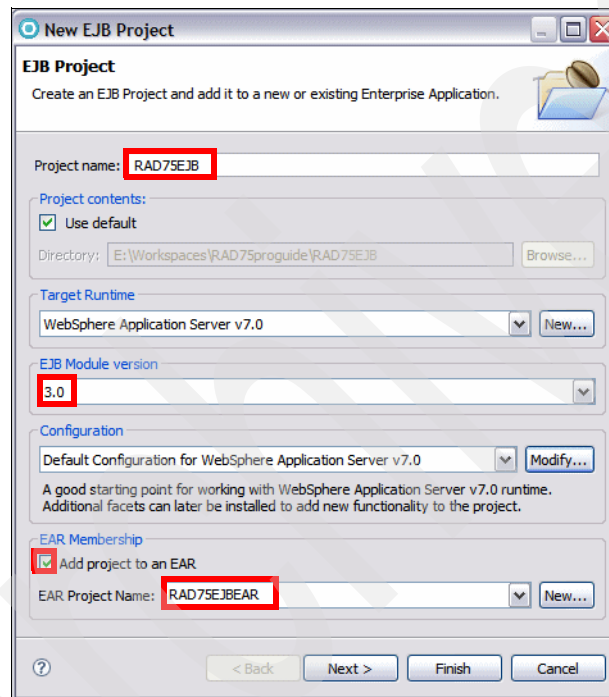 New EJB Project
EJB Project
Create an EJB Project and add it to a new or existing Enterprise Application.
Project name: RAD75EJB
Project contents:
Use default
Directory: E:\Workspaces\RAD75proguide\RAD75EJB Browse...
Target Runtime
WebSphere Application Server v7.0 New...
EJB Module version
3.0
Configuration
Default Configuration for WebSphere Application Server v7.0 Modify...
A good starting point for working with WebSphere Application Server v7.0 runtime.
Additional facets can later be installed to add new functionality to the project.
EAR Membership
Add project to an EAR
EAR Project Name: RAD75EJBEAR New...
? < Back Next > Finish Cancel